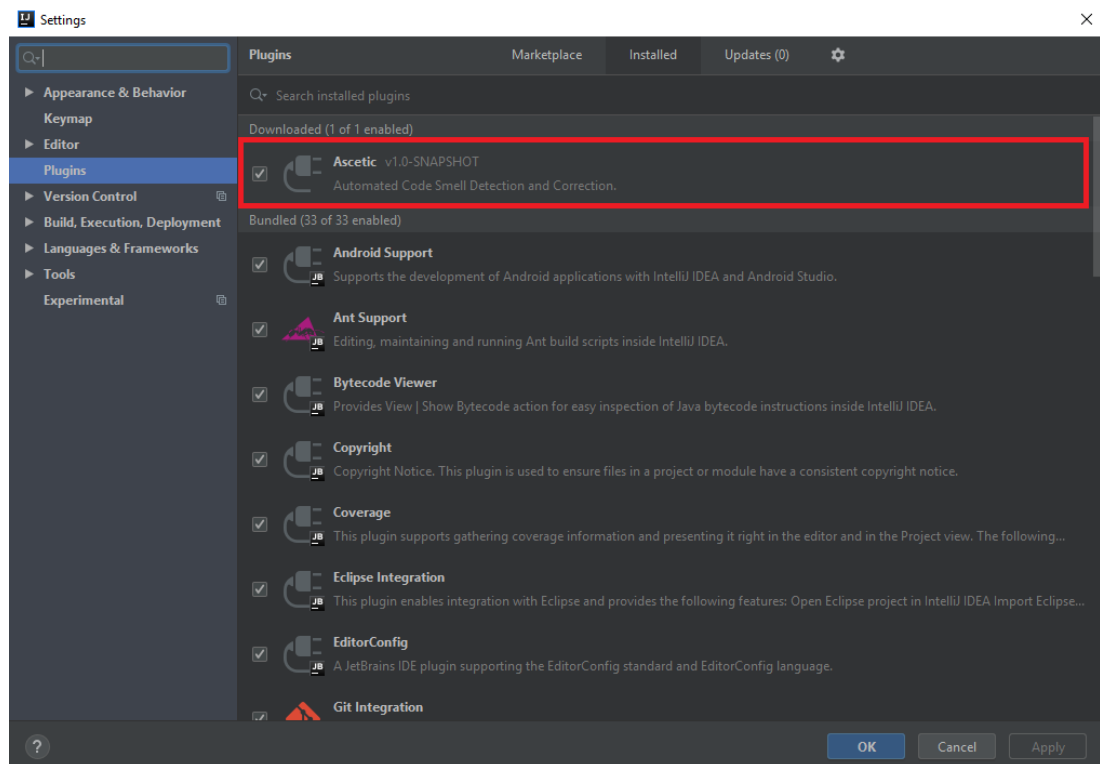 Settings
Plugins
Marketplace
Installed
Updates (0)
Appearance & Behavior
Keymap
Editor
Plugins
Version Control
Build, Execution, Deployment
Languages & Frameworks
Tools
Experimental
Search installed plugins
Downloaded (1 of 1 enabled)
Ascetic v1.0-SNAPSHOT
Automated Code Smell Detection and Correction.
Bundled (33 of 33 enabled)
Android Support
JB
Supports the development of Android applications with IntelliJ IDEA and Android Studio.
Ant Support
JB
Editing, maintaining and running Ant build scripts inside IntelliJ IDEA.
Bytecode Viewer
JB
Provides View | Show Bytecode action for easy inspection of Java bytecode instructions inside IntelliJ IDEA.
Copyright
JB
Copyright Notice. This plugin is used to ensure files in a project or module have a consistent copyright notice.
Coverage
JB
This plugin supports gathering coverage information and presenting it right in the editor and in the Project view. The following...
Eclipse Integration
JB
This plugin enables integration with Eclipse and provides the following features: Open Eclipse project in IntelliJ IDEA Import Eclipse...
EditorConfig
JB
A JetBrains IDE plugin supporting the EditorConfig standard and EditorConfig language.
Git Integration
?
OK
Cancel
Apply